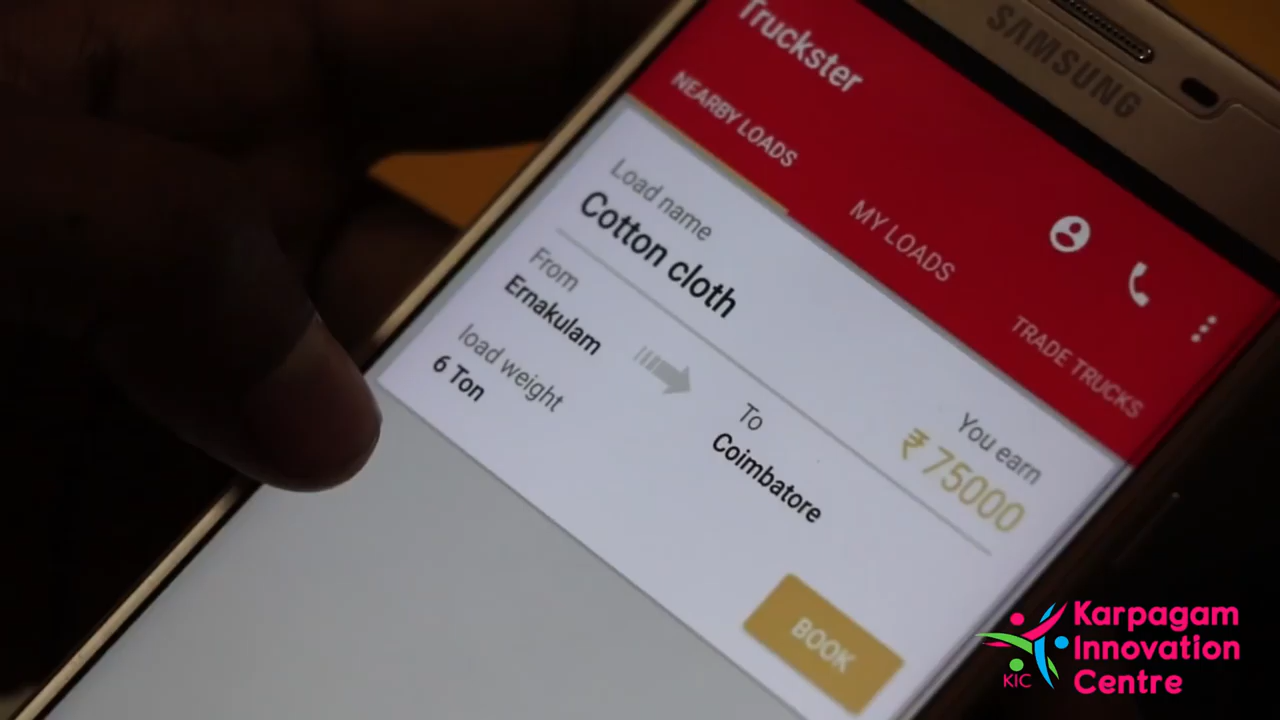 SAMSUNG
Truckster
NEARBY LOADS
MY LOADS
TRADE TRUCKS
Load name
Cotton cloth
You earn
₹ 75000
From
Ernakulam
To
Coimbatore
load weight
6 Ton
BOOK
KIC
Karpagam
Innovation
Centre